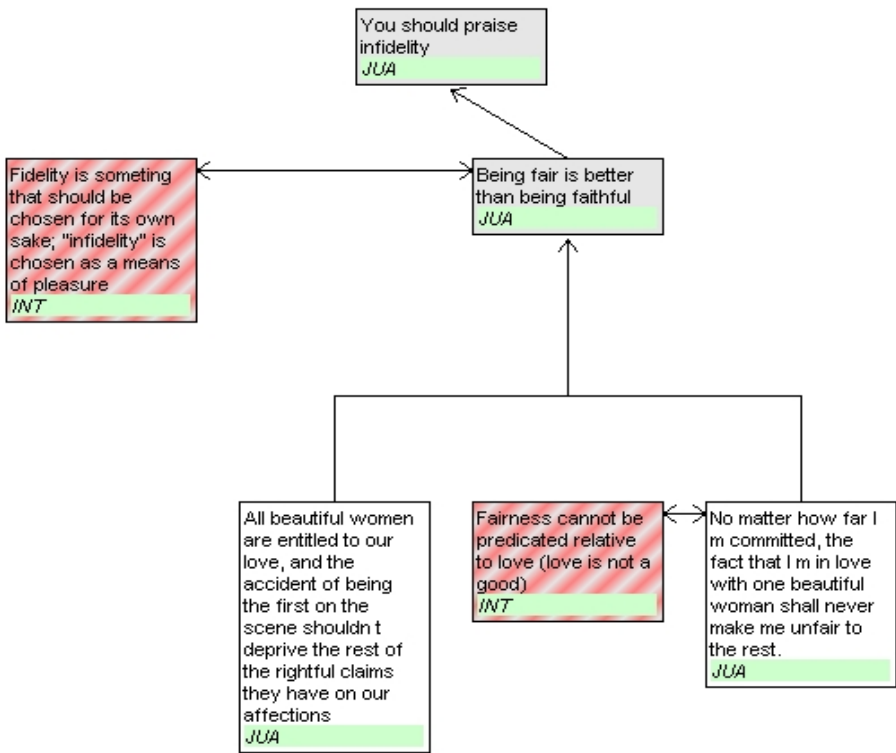 You should praise
infidelity
JUA
Fidelity is someting
that should be
chosen for its own
sake; "infidelity" is
chosen as a means
of pleasure
INT
Being fair is better
than being faithful
JUA
All beautiful women
are entitled to our
love, and the
accident of being
the first on the
scene shouldn t
deprive the rest of
the rightful claims
they have on our
affections
JUA
Fairness cannot be
predicated relative
to love (love is not a
good)
INT
No matter how far I
m committed, the
fact that I m in love
with one beautiful
woman shall never
make me unfair to
the rest.
JUA